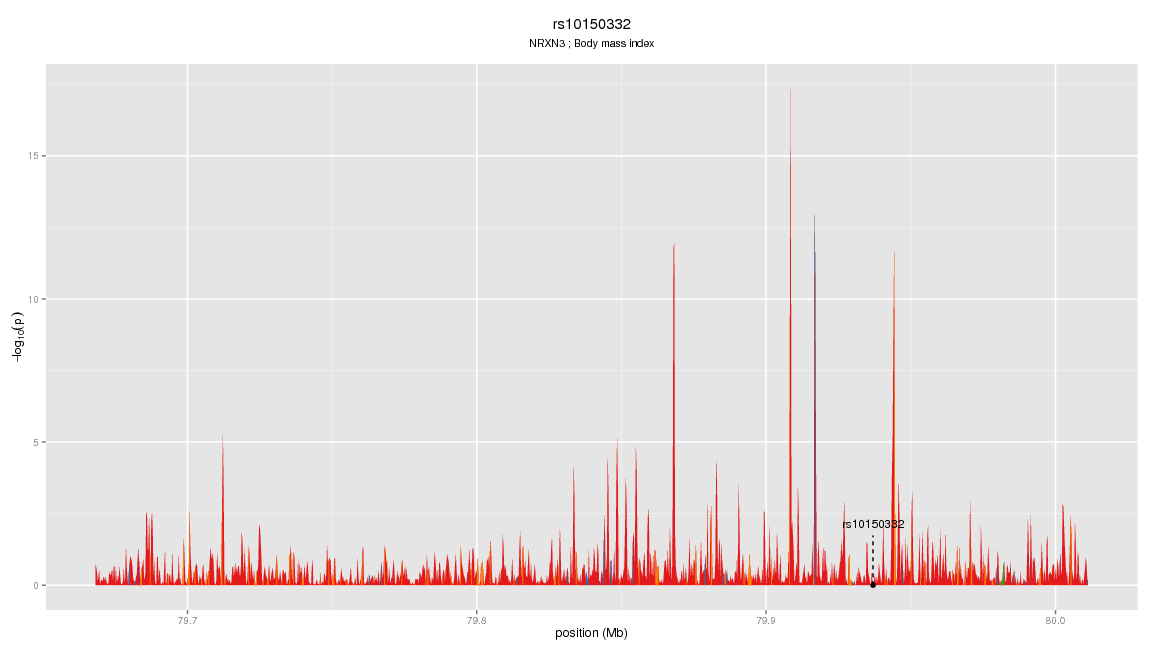 rs10150332
NRXN3 ; Body mass index
15
10
5
0
−log10(p)
rs10150332
79.7
79.8
79.9
80.0
position (Mb)